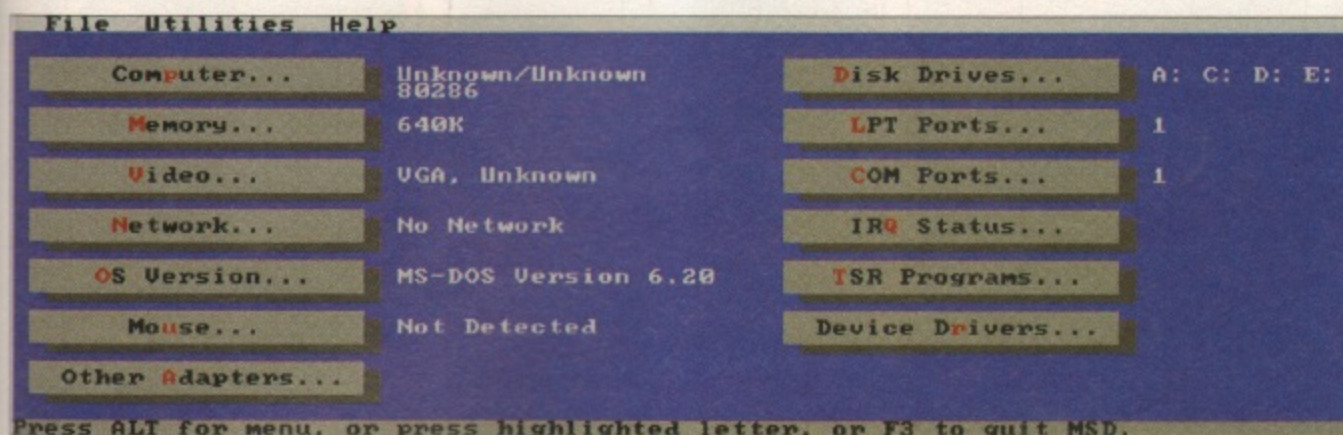 File Utilities Help
Computer... Unknown/Unknown Disk Drives... A: C: D: E:
80286
Memory... 640K LPT Ports... 1
Video... VGA, Unknown COM Ports... 1
Network... No Network IRQ Status...
OS Version... MS-DOS Version 6.20 TSR Programs...
Mouse... Not Detected Device Drivers...
Other Adapters...
Press ALT for menu, or press highlighted letter, or F3 to quit MSD.